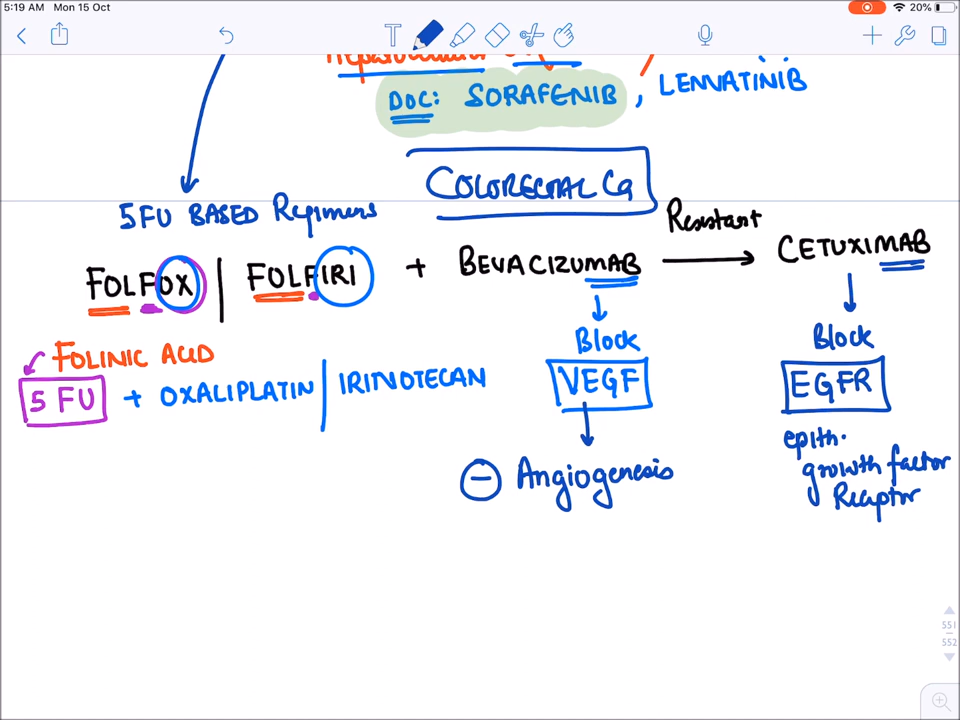 5:19 AM Mon 15 Oct
20%
DOC: SORAFENIB, LENVATINIB
COLORECTAL Ca
5FU BASED Regimens
Resistant
FOLFOX | FOLFIRI + BEVACIZUMAB → CETUXIMAB
FOLINIC ACID
5 FU + OXALIPLATIN | IRINOTECAN
Block
VEGF
⊖ Angiogenesis
Block
EGFR
epith.
growth factor
Receptor
551
552